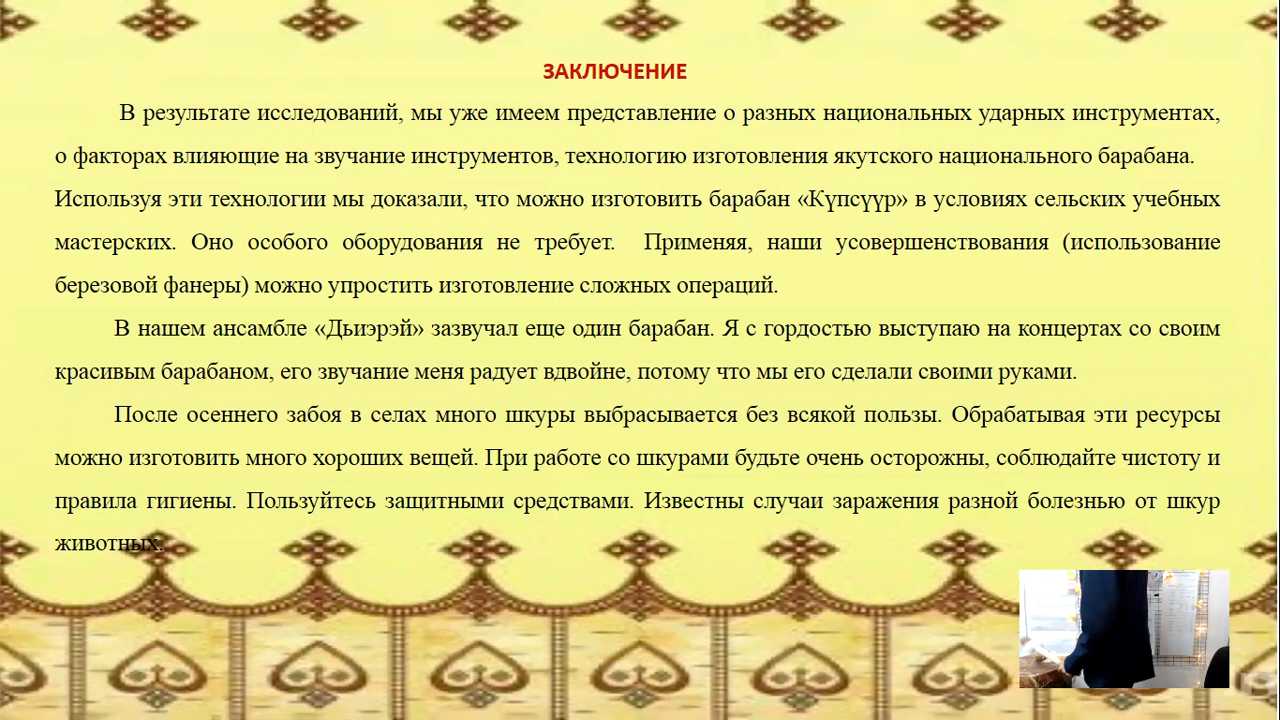 ЗАКЛЮЧЕНИЕ
В результате исследований, мы уже имеем представление о разных национальных ударных инструментах,
о факторах влияющие на звучание инструментов, технологию изготовления якутского национального барабана.
Используя эти технологии мы доказали, что можно изготовить барабан «Күпсүүр» в условиях сельских учебных
мастерских. Оно особого оборудования не требует. Применяя, наши усовершенствования (использование
березовой фанеры) можно упростить изготовление сложных операций.
В нашем ансамбле «Дьиэрэй» зазвучал еще один барабан. Я с гордостью выступаю на концертах со своим
красивым барабаном, его звучание меня радует вдвойне, потому что мы его сделали своими руками.
После осеннего забоя в селах много шкуры выбрасывается без всякой пользы. Обрабатывая эти ресурсы
можно изготовить много хороших вещей. При работе со шкурами будьте очень осторожны, соблюдайте чистоту и
правила гигиены. Пользуйтесь защитными средствами. Известны случаи заражения разной болезнью от шкур
животных.